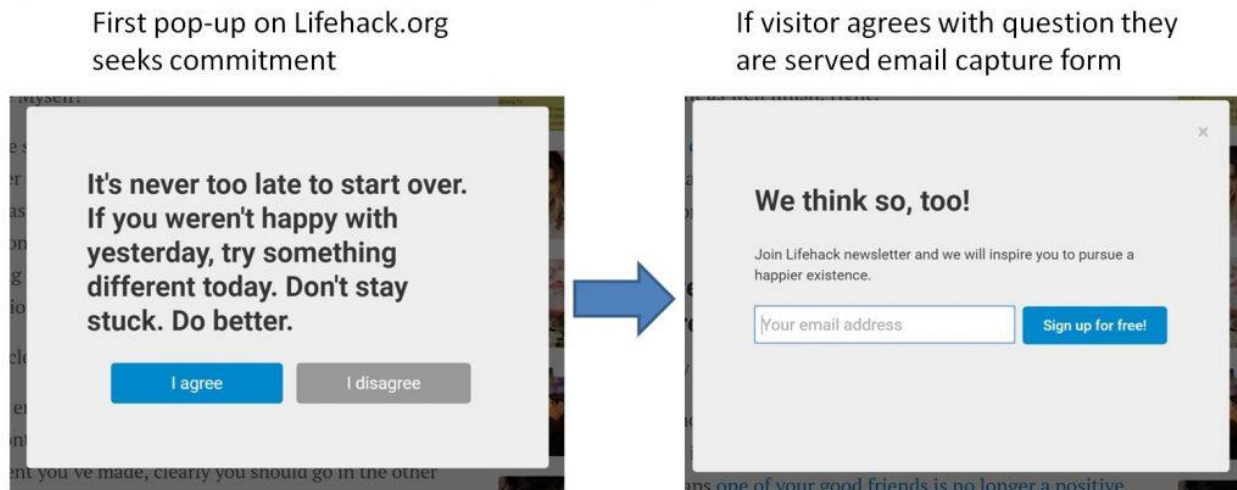 First pop-up on Lifehack.org
seeks commitment
If visitor agrees with question they
are served email capture form
Myself?
It's never too late to start over.
If you weren't happy with
yesterday, try something
different today. Don't stay
stuck. Do better.
I agree
I disagree
you've made, clearly you should go in the other
×
We think so, too!
Join Lifehack newsletter and we will inspire you to pursue a
happier existence.
Your email address
Sign up for free!
one of your good friends is no longer a positive